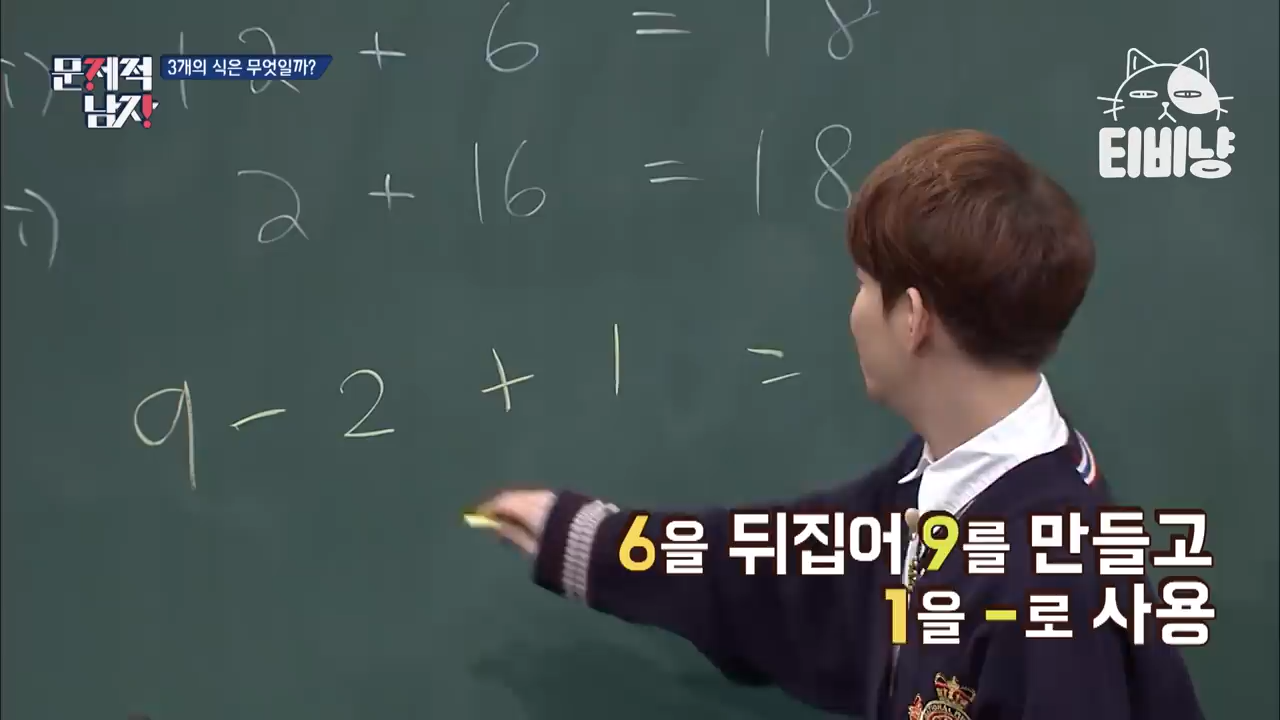 i) 12 + 6 = 18
문제적 남자
3개의 식은 무엇일까?
티비냥
i) 2 + 16 = 18
9 - 2 + 1 =
6을 뒤집어 9를 만들고
1을 -로 사용